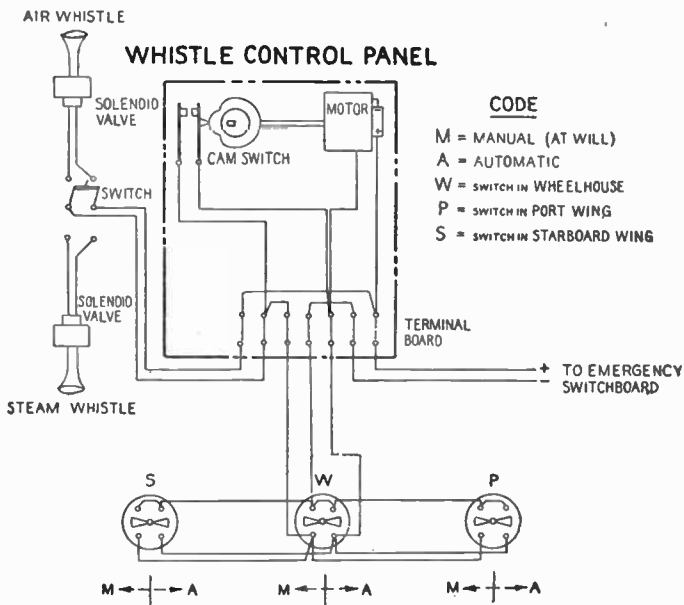 AIR WHISTLE
WHISTLE CONTROL PANEL
SOLENOID
VALVE
MOTOR
CAM SWITCH
SWITCH
CODE
M = MANUAL (AT WILL)
A = AUTOMATIC
W = SWITCH IN WHEELHOUSE
P = SWITCH IN PORT WING
S = SWITCH IN STARBOARD WING
SOLENOID
VALVE
TERMINAL
BOARD
STEAM WHISTLE
+ TO EMERGENCY
- SWITCHBOARD
S W P
M A M A M A